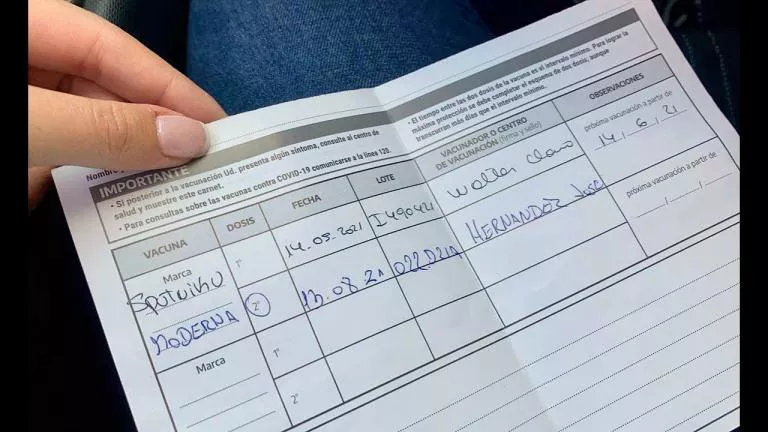 Nombre
IMPORTANTE
• Si posterior a la vacunación Ud. presenta algún síntoma, consulte al centro de
salud y muestre este carnet.
• Para consultas sobre las vacunas contra COVID-19 comunicarse a la línea 120.
• El tiempo entre las dos dosis de la vacuna es el intervalo mínimo. Para lograr la
máxima protección se debe completar el esquema de dos dosis, aunque
transcurran más días que el intervalo mínimo.
VACUNA DOSIS FECHA LOTE VACUNADOR O CENTRO DE VACUNACIÓN (firma y sello) OBSERVACIONES
Marca 1° 14.05.2021 I490421 próxima vacunación a partir de
14, 6, 21
MODERNA 2° 13.08.21 HERNANDEZ José próxima vacunación a partir de
__/__/__
Marca 1°
2°